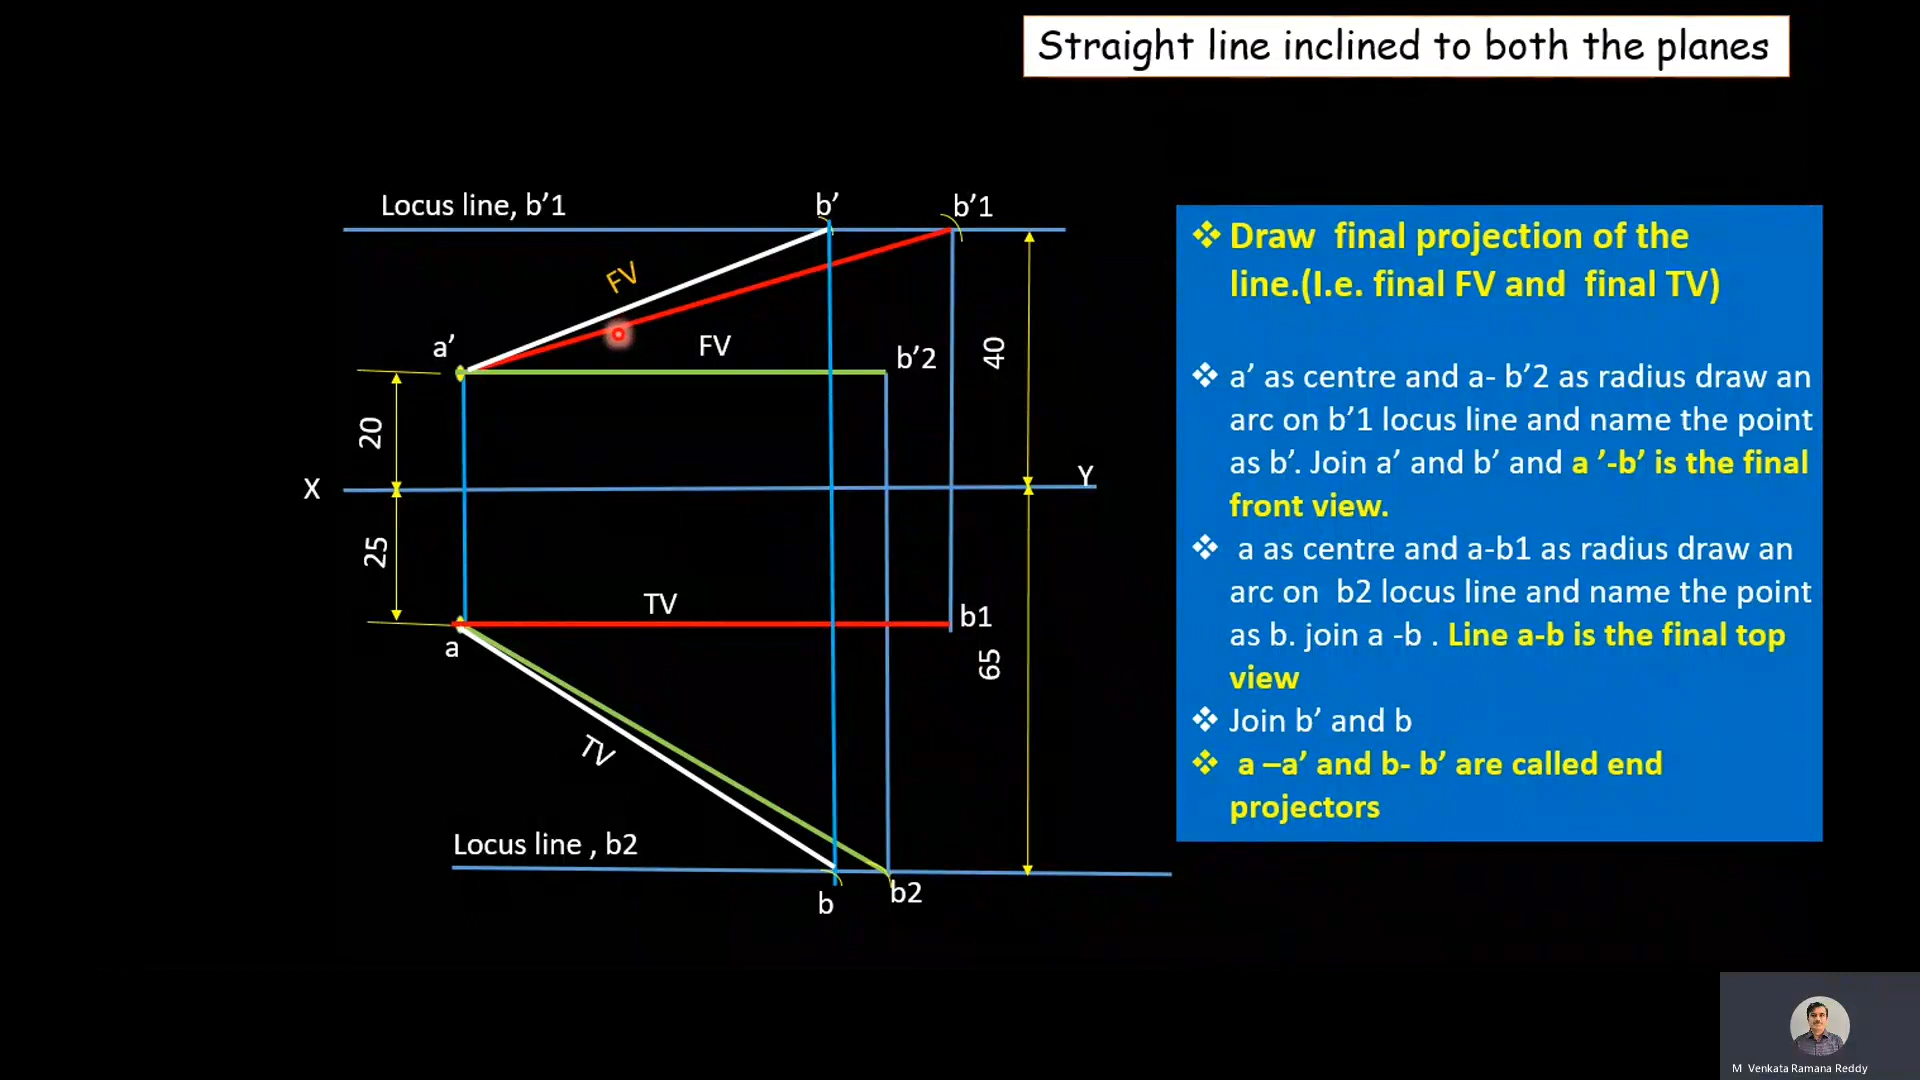 Straight line inclined to both the planes
Locus line, b’1
b’
b’1
FV
a’
FV
b’2
40
20
X
Y
25
TV
b1
a
65
TV
Locus line , b2
b
b2
❖ Draw final projection of the
line.(I.e. final FV and final TV)
❖ a’ as centre and a- b’2 as radius draw an
arc on b’1 locus line and name the point
as b’. Join a’ and b’ and a ’-b’ is the final
front view.
❖ a as centre and a-b1 as radius draw an
arc on b2 locus line and name the point
as b. join a -b . Line a-b is the final top
view
❖ Join b’ and b
❖ a –a’ and b- b’ are called end
projectors
M Venkata Ramana Reddy